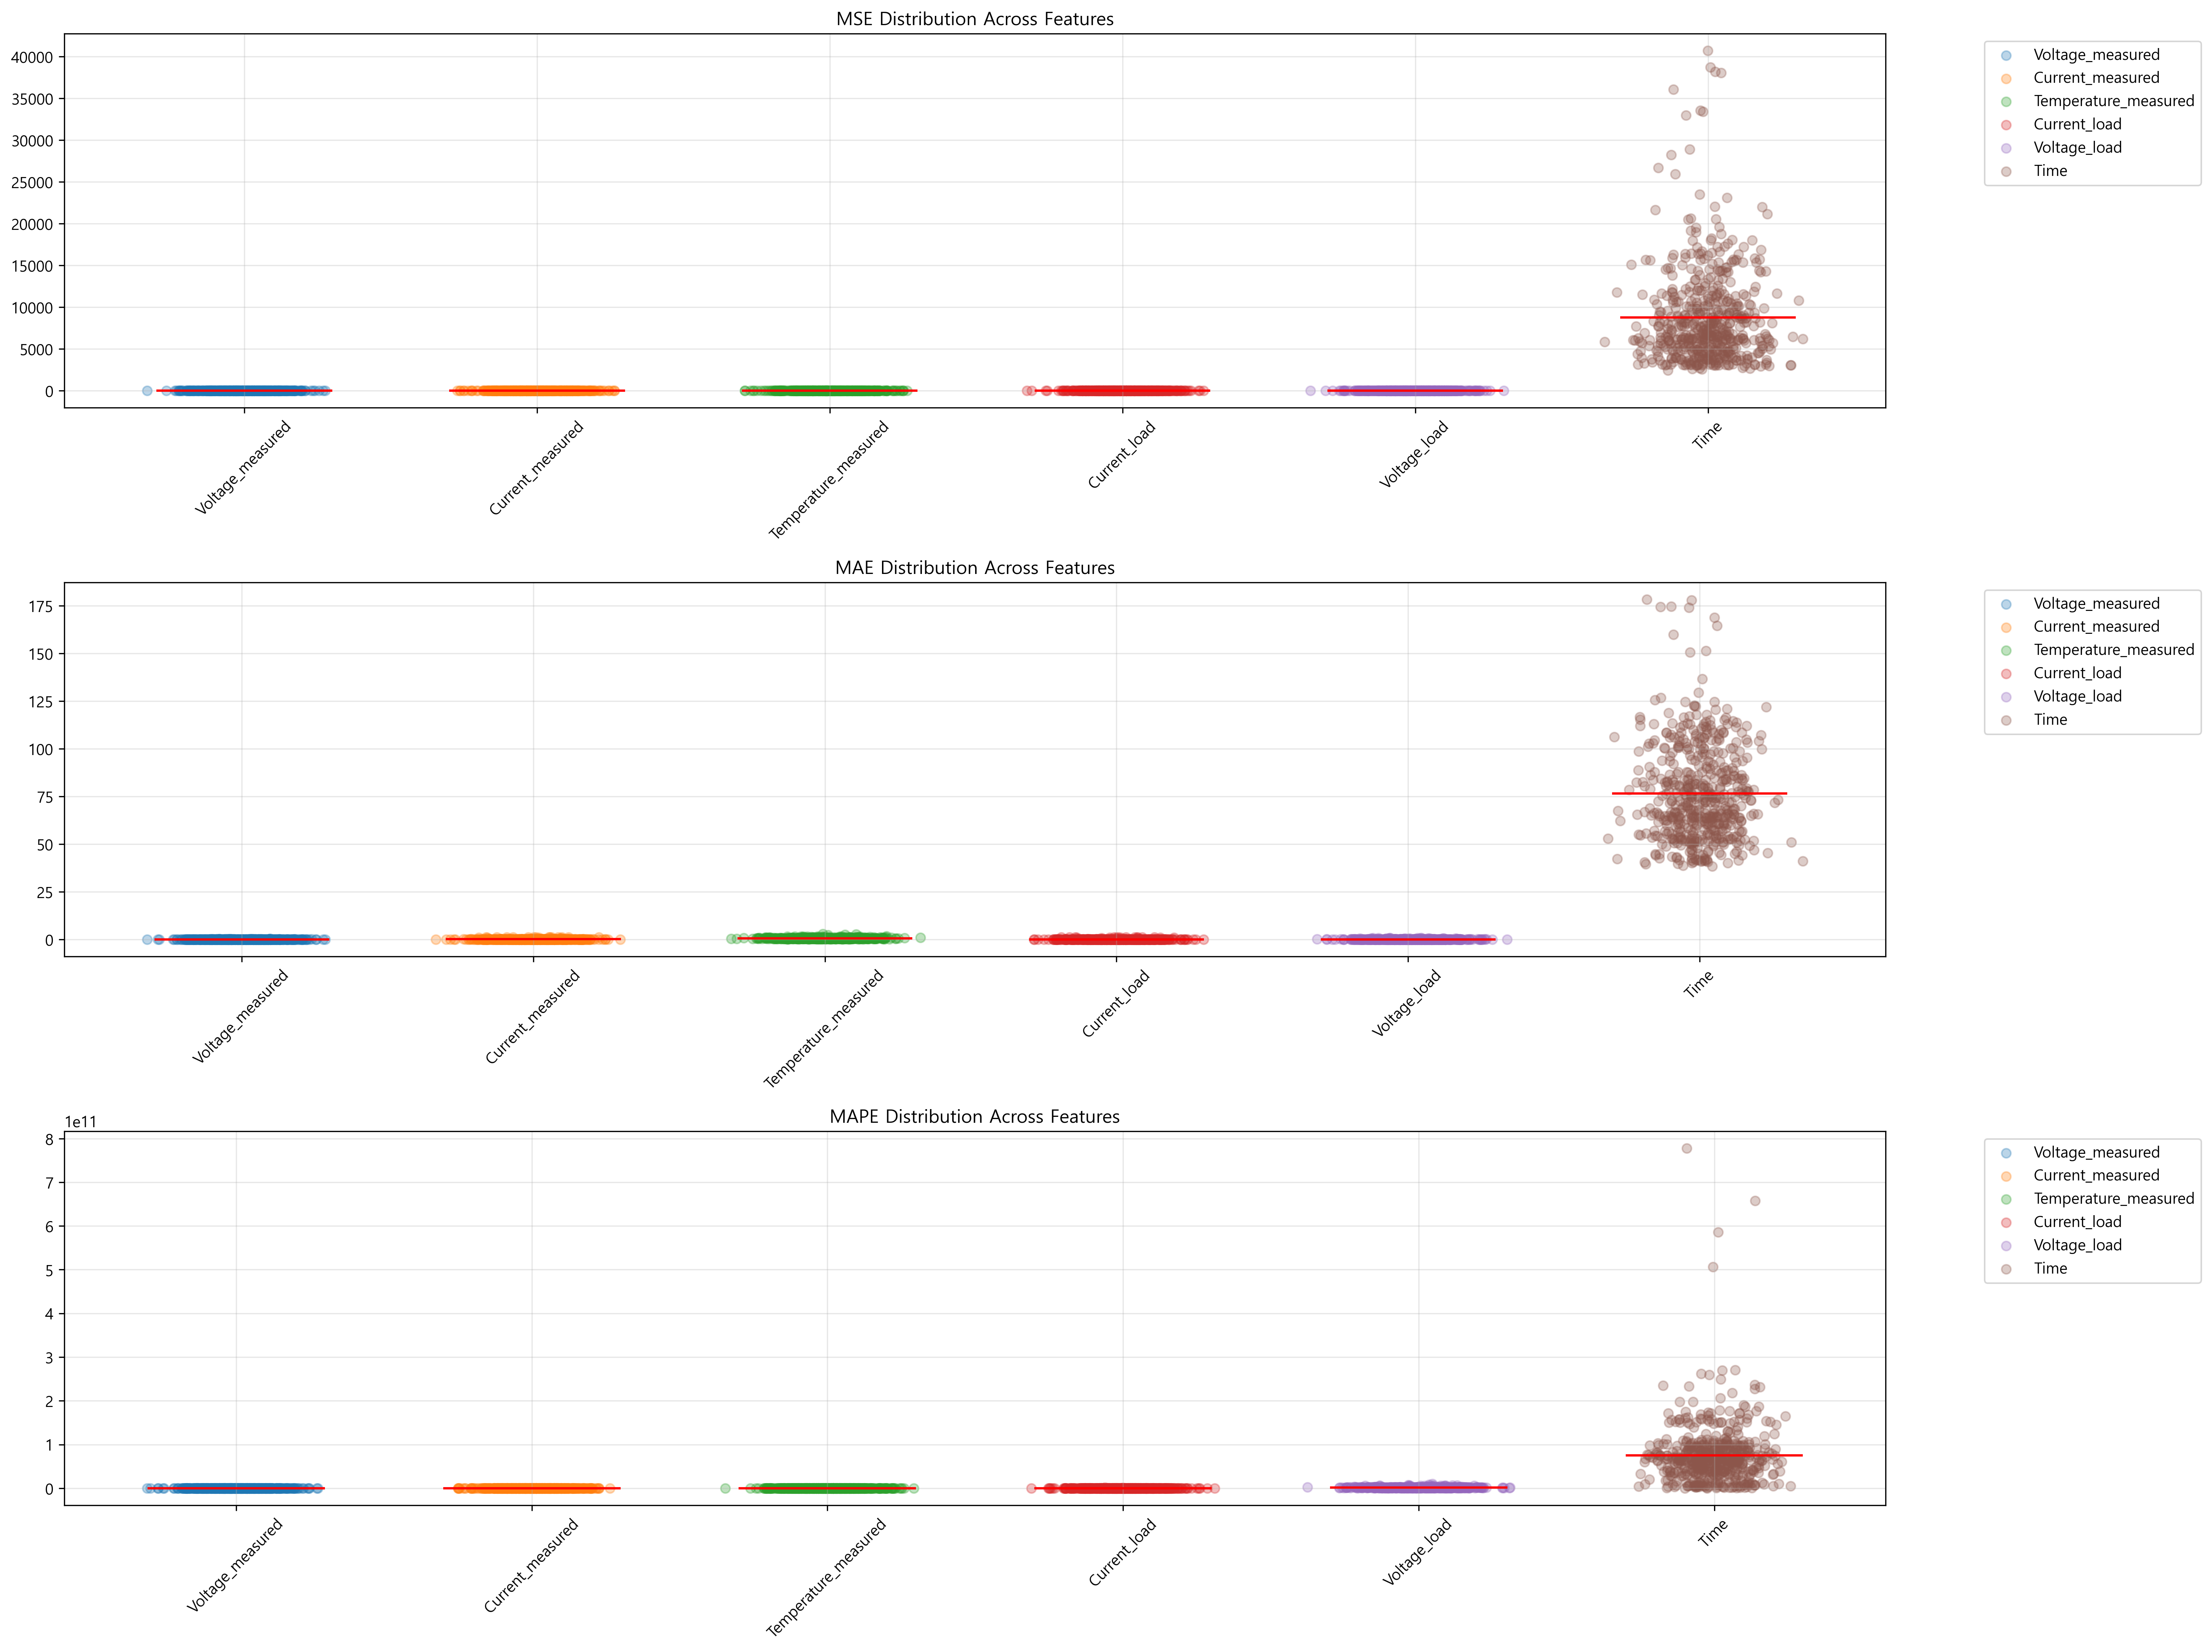 MSE Distribution Across Features
40000
35000
30000
25000
20000
15000
10000
5000
0
Voltage_measured
Current_measured
Temperature_measured
Current_load
Voltage_load
Time
Voltage_measured
Current_measured
Temperature_measured
Current_load
Voltage_load
Time
MAE Distribution Across Features
175
150
125
100
75
50
25
0
Voltage_measured
Current_measured
Temperature_measured
Current_load
Voltage_load
Time
Voltage_measured
Current_measured
Temperature_measured
Current_load
Voltage_load
Time
MAPE Distribution Across Features
1e11
8
7
6
5
4
3
2
1
0
Voltage_measured
Current_measured
Temperature_measured
Current_load
Voltage_load
Time
Voltage_measured
Current_measured
Temperature_measured
Current_load
Voltage_load
Time